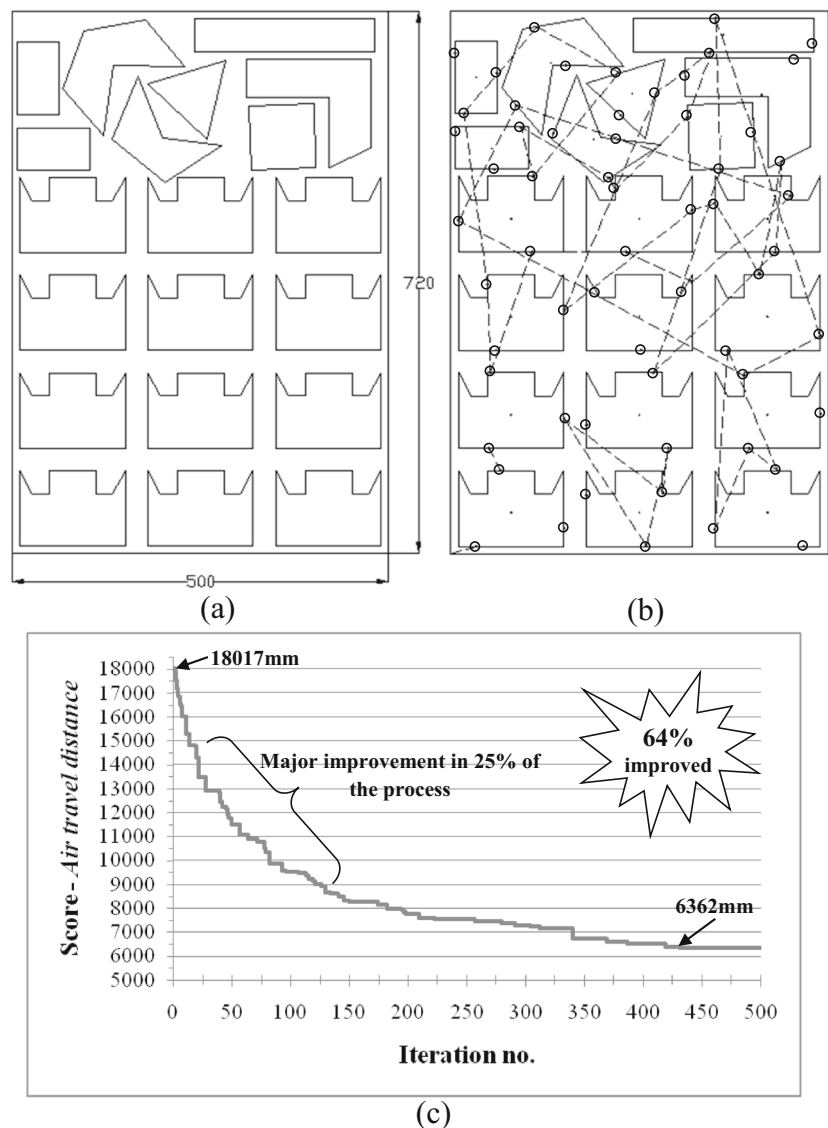 720
500
(a)
(b)
18000
17000
16000
15000
14000
13000
12000
11000
10000
9000
8000
7000
6000
5000
Score- Air travel distance
18017mm
Major improvement in 25% of
the process
64%
improved
6362mm
0 50 100 150 200 250 300 350 400 450 500
Iteration no.
(c)